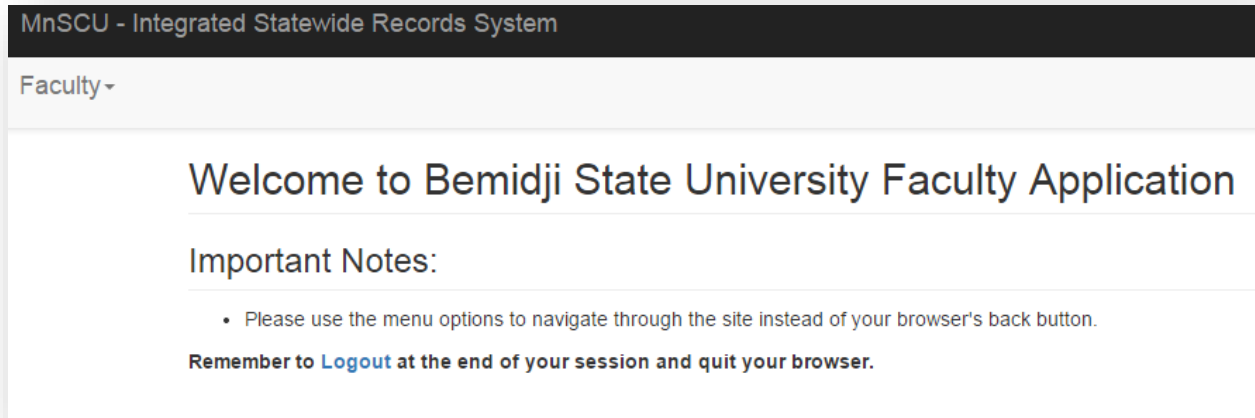 MnSCU - Integrated Statewide Records System
Faculty
Welcome to Bemidji State University Faculty Application
Important Notes:
• Please use the menu options to navigate through the site instead of your browser's back button.
Remember to Logout at the end of your session and quit your browser.